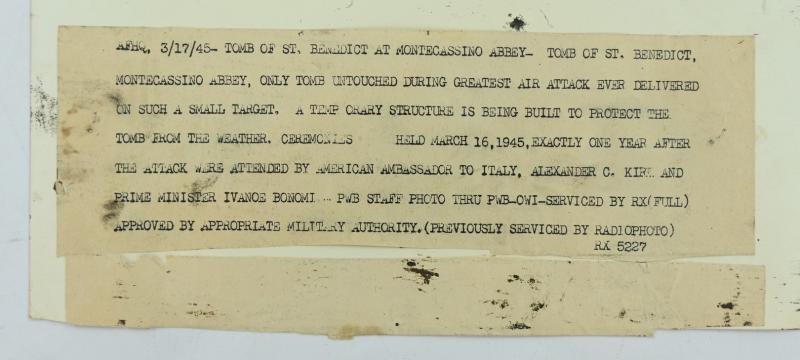 AFHQ, 3/17/45- TOMB OF ST. BENEDICT AT MONTECASSINO ABBEY- TOMB OF ST. BENEDICT,
MONTECASSINO ABBEY, ONLY TOMB UNTOUCHED DURING GREATEST AIR ATTACK EVER DELIVERED
ON SUCH A SMALL TARGET. A TEMP ORARY STRUCTURE IS BEING BUILT TO PROTECT THE
TOMB FROM THE WEATHER. CEREMONIES HELD MARCH 16,1945,EXACTLY ONE YEAR AFTER
THE ATTACK WERE ATTENDED BY AMERICAN AMBASSADOR TO ITALY, ALEXANDER C. KIRK AND
PRIME MINISTER IVANOE BONOMI -- PWB STAFF PHOTO THRU PWB-OWI-SERVICED BY RX(FULL)
APPROVED BY APPROPRIATE MILITARY AUTHORITY.(PREVIOUSLY SERVICED BY RADIOPHOTO)
RX 5227